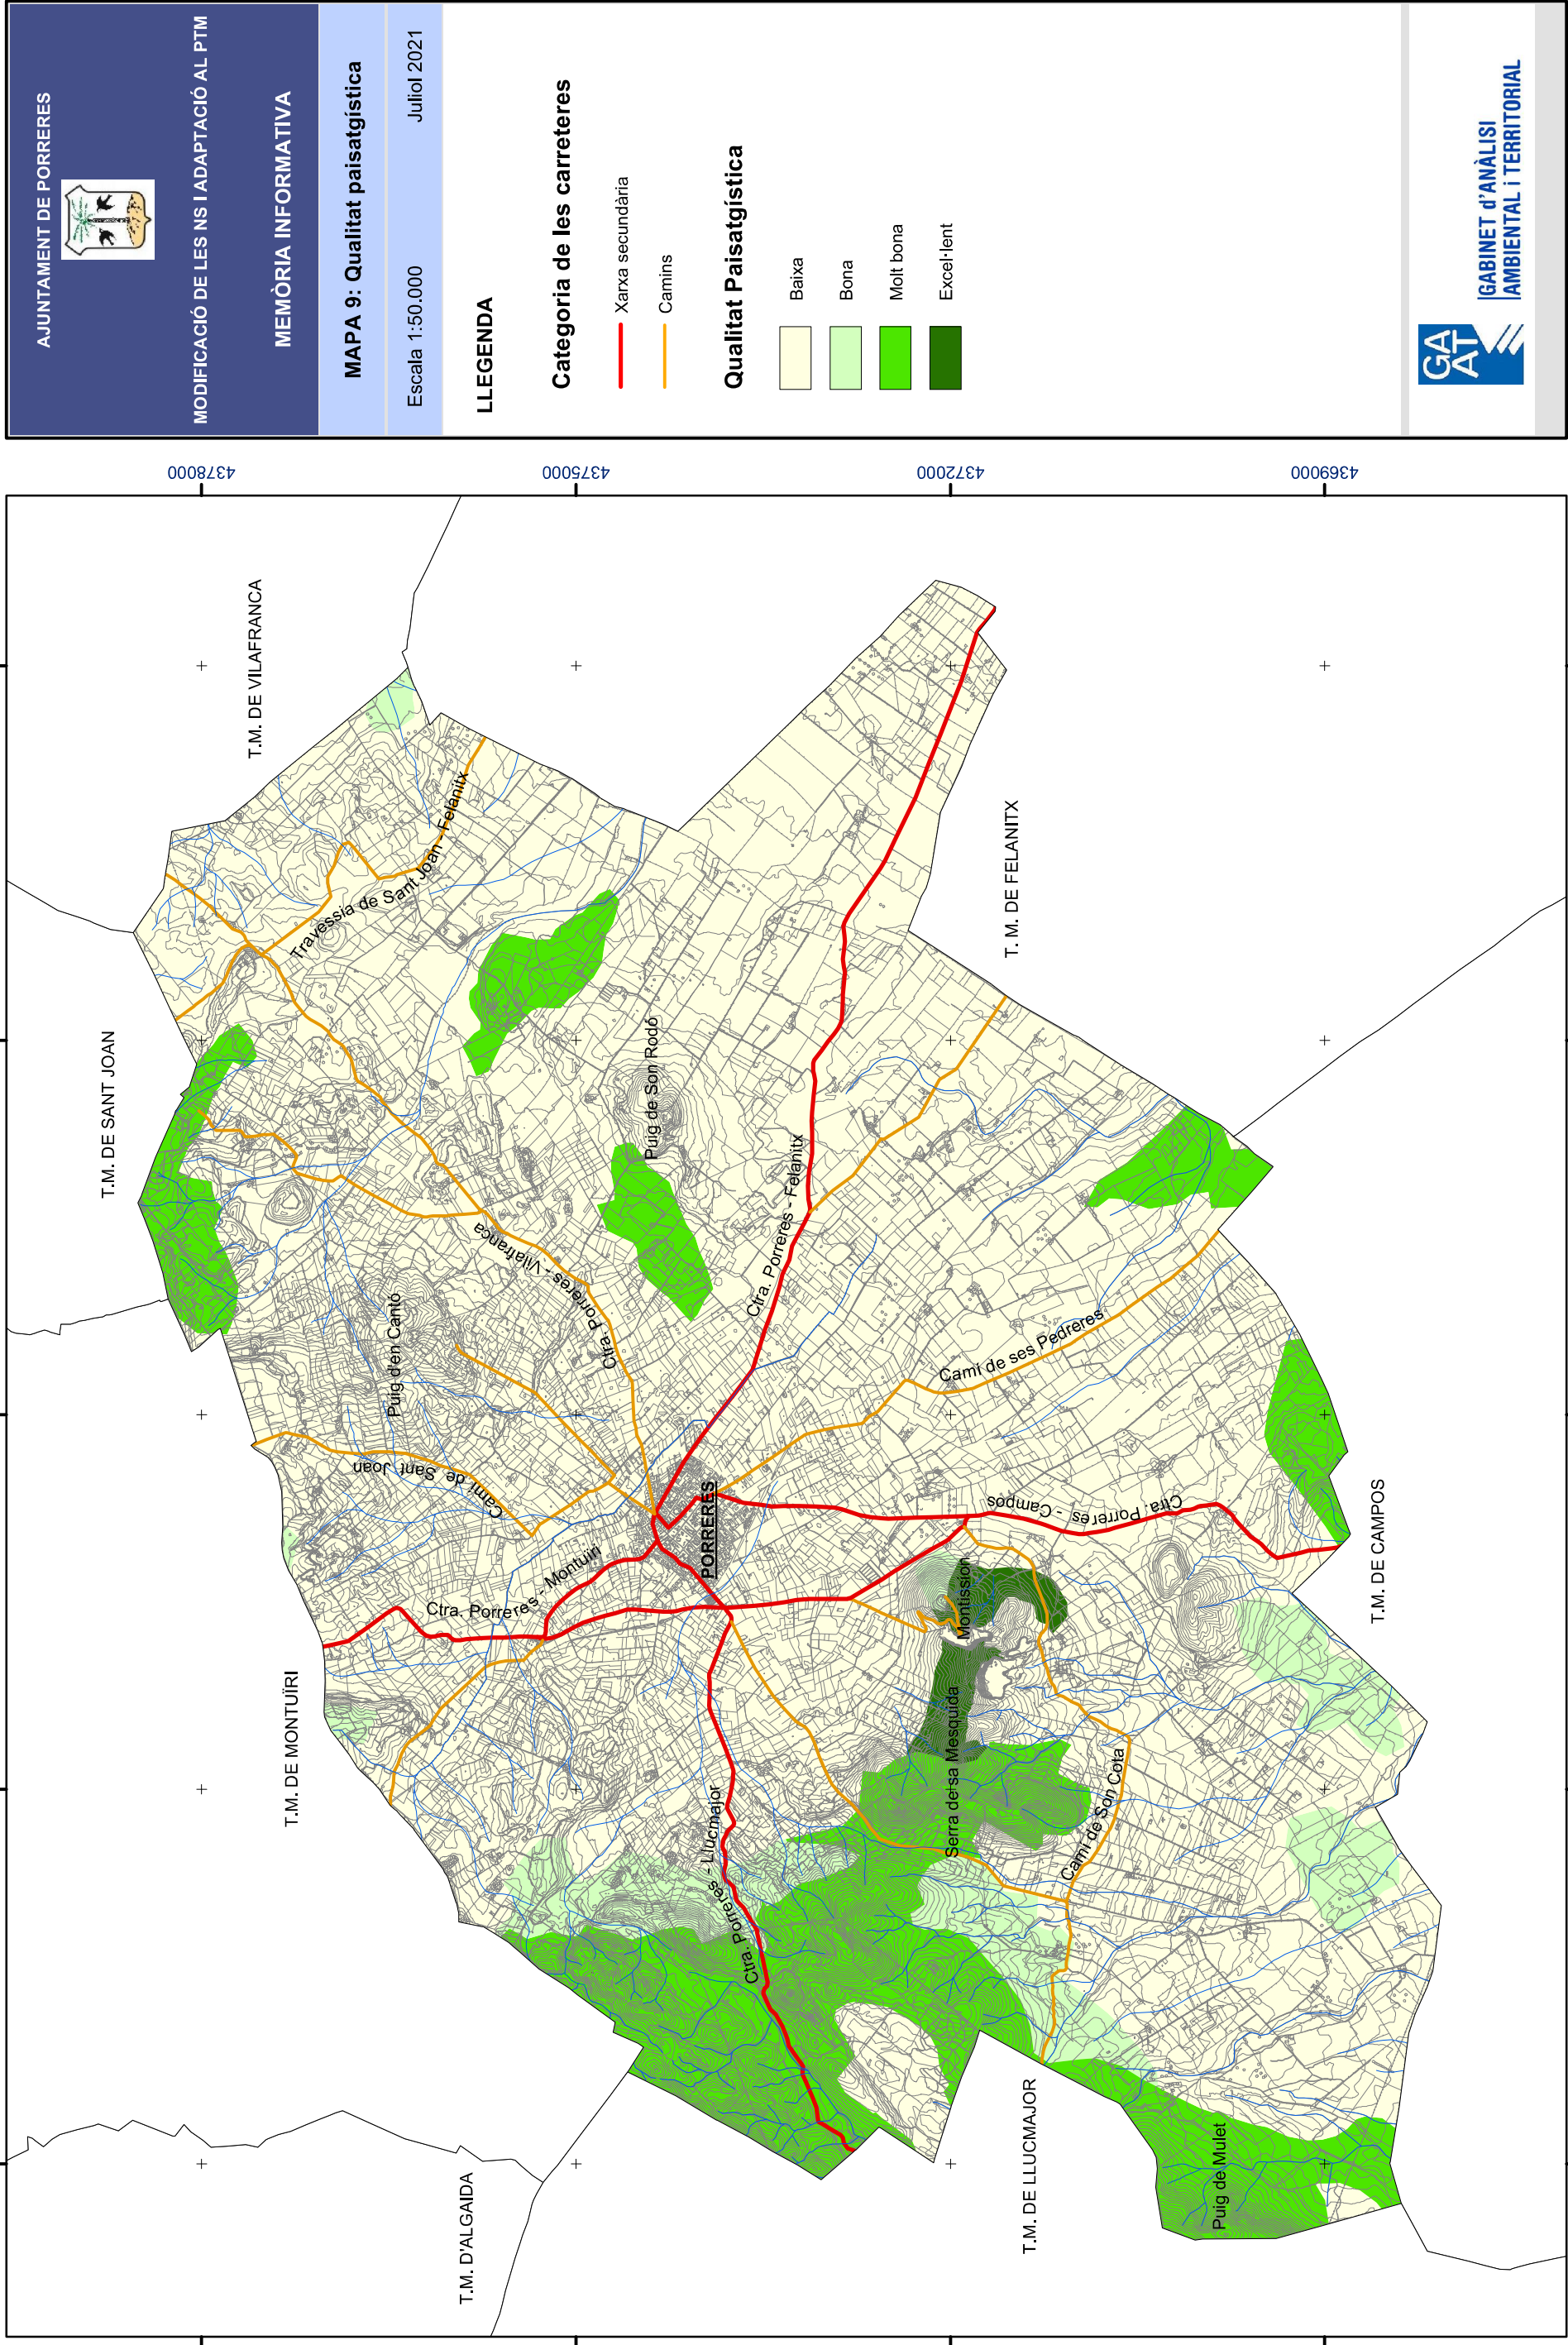 AJUNTAMENT DE PORRERES
MODIFICACIÓ DE LES NS I ADAPTACIÓ AL PTM
MEMÒRIA INFORMATIVA
MAPA 9: Qualitat paisatgística
Escala 1:50.000
Juliol 2021
LLEGENDA
Categoria de les carreteres
Xarxa secundària
Camins
Qualitat Paisatgística
Baixa
Bona
Molt bona
Excel·lent
GA
AT
GABINET d'ANÀLISI
AMBIENTAL i TERRITORIAL
4378000
4375000
4372000
4369000
T.M. DE VILAFRANCA
T.M. DE SANT JOAN
T.M. DE MONTUÏRI
T.M. D'ALGAIDA
T.M. DE LLUCMAJOR
T.M. DE CAMPOS
T. M. DE FELANITX
Travessia de Sant Joan - Felanitx
Puig de Son Rodó
Ctra. Porreres - Vilafranca
Puig d'en Cantó
Camí de Sant Joan
Ctra. Porreres - Felanitx
Camí de ses Pedreres
PORRERES
Ctra. Porreres - Montuïri
Ctra. Porreres - Campos
Montission
Serra de sa Mesquida
Camí de Son Cota
Ctra. Porreres - Llucmajor
Puig de Mulet